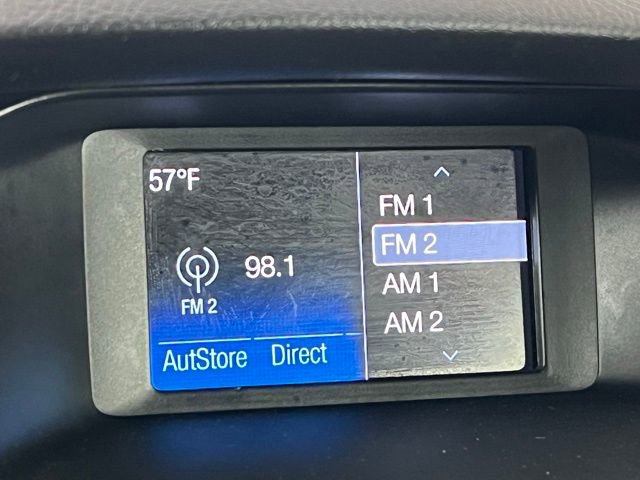 57°F
98.1
FM 2
AutStore Direct
FM 1
FM 2
AM 1
AM 2